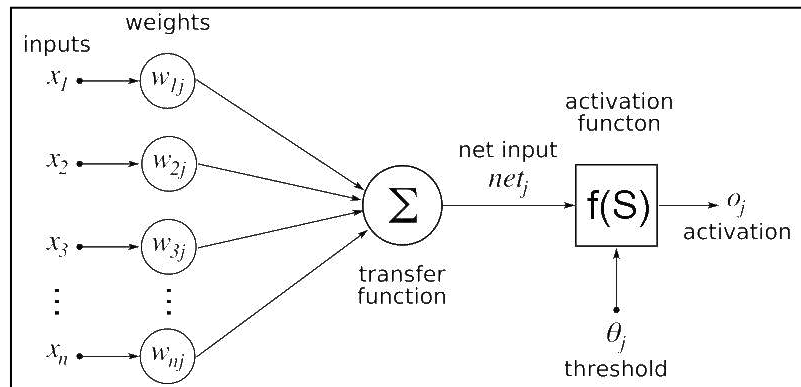 weights
inputs
x1
w1j
x2
w2j
x3
w3j
⋮
⋮
xn
wnj
Σ
transfer
function
net input
netj
activation
functon
f(S)
oj
activation
θj
threshold